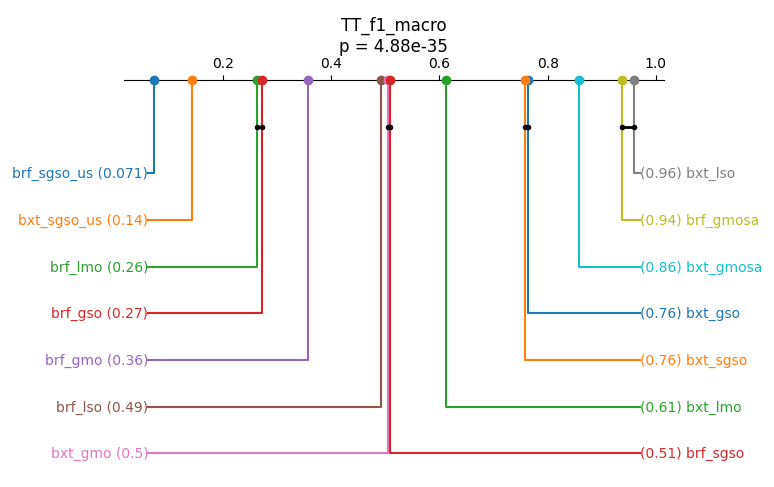 TT_f1_macro
p = 4.88e-35
0.2 0.4 0.6 0.8 1.0
brf_sgso_us (0.071) (0.96) bxt_lso
bxt_sgso_us (0.14) (0.94) brf_gmosa
brf_lmo (0.26) (0.86) bxt_gmosa
brf_gso (0.27) (0.76) bxt_gso
brf_gmo (0.36) (0.76) bxt_sgso
brf_lso (0.49) (0.61) bxt_lmo
bxt_gmo (0.5) (0.51) brf_sgso